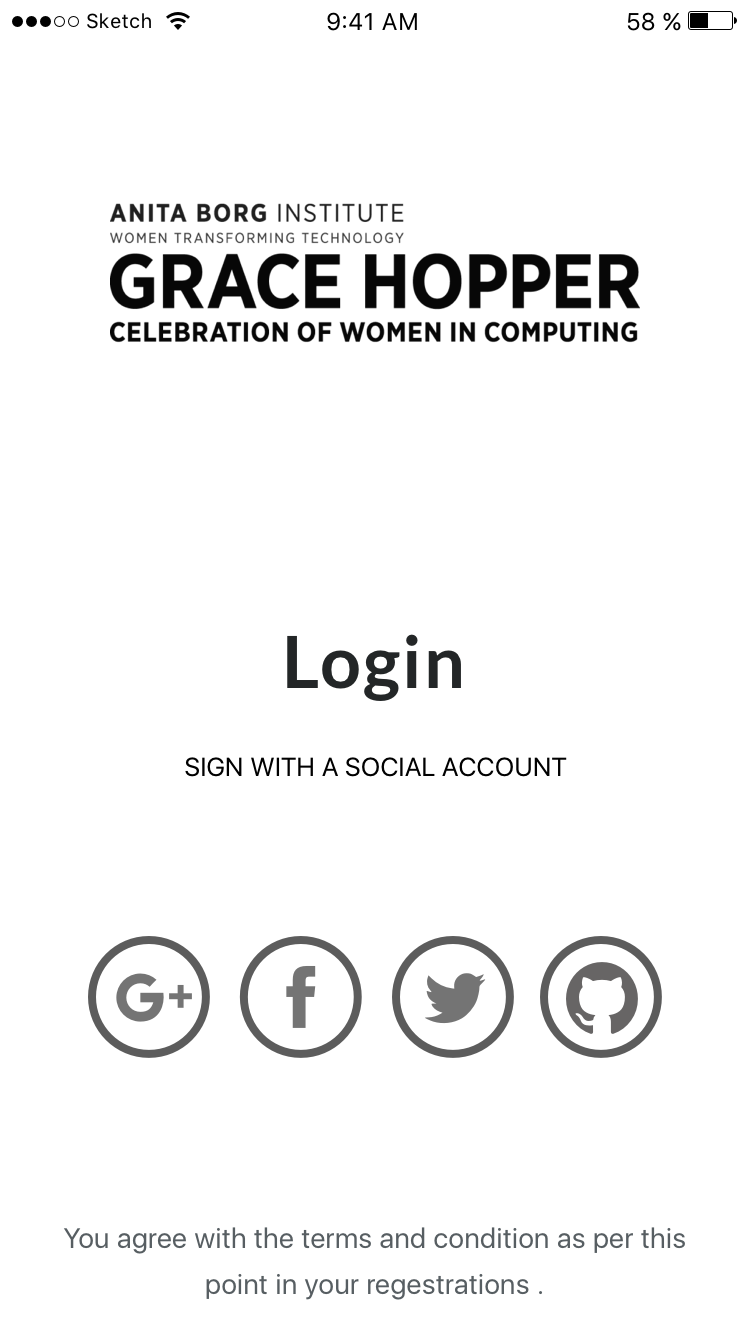 Sketch 9:41 AM 58 %
ANITA BORG INSTITUTE
WOMEN TRANSFORMING TECHNOLOGY
GRACE HOPPER
CELEBRATION OF WOMEN IN COMPUTING
Login
SIGN WITH A SOCIAL ACCOUNT
G+ f
You agree with the terms and condition as per this
point in your regestrations .